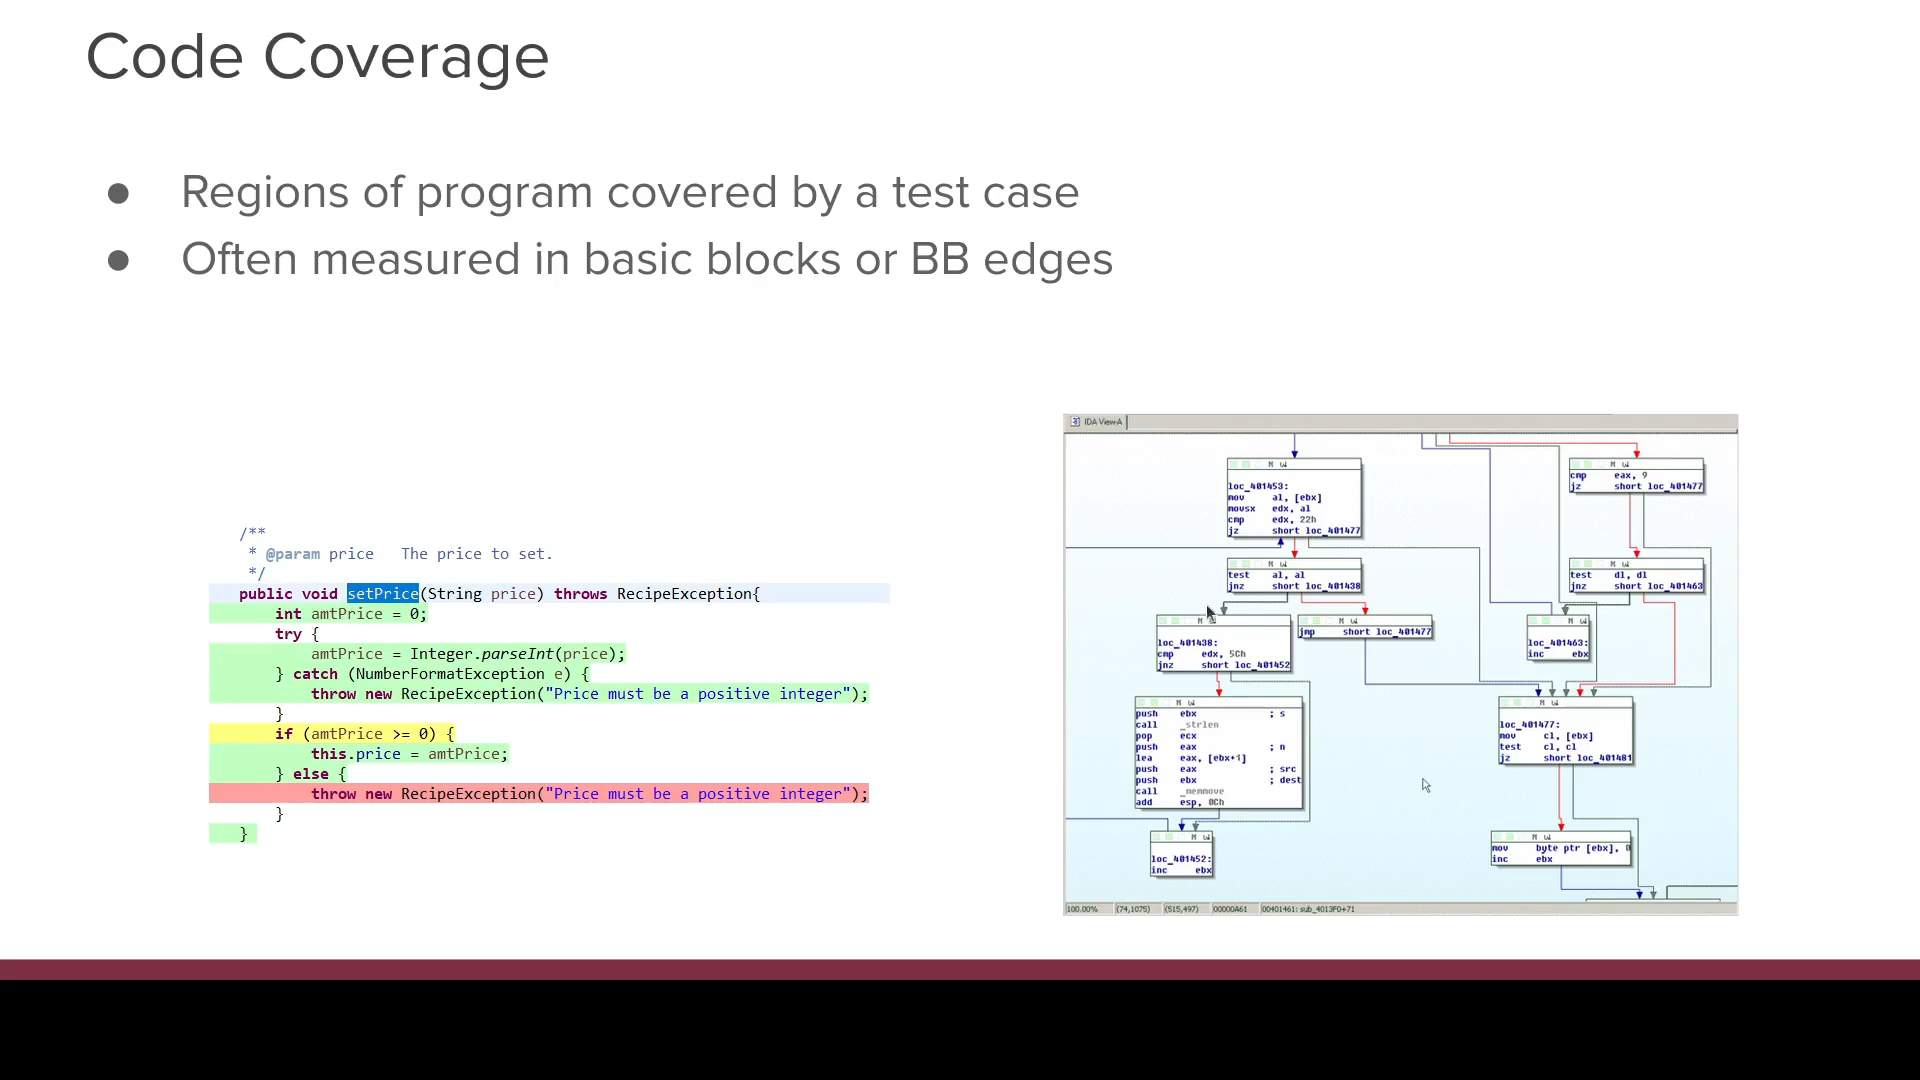 Code Coverage
● Regions of program covered by a test case
● Often measured in basic blocks or BB edges
/**
* @param price   The price to set.
*/
public void setPrice(String price) throws RecipeException{
int amtPrice = 0;
try {
amtPrice = Integer.parseInt(price);
} catch (NumberFormatException e) {
throw new RecipeException("Price must be a positive integer");
}
if (amtPrice >= 0) {
this.price = amtPrice;
} else {
throw new RecipeException("Price must be a positive integer");
}
}
IDA View-A
loc_401453:
mov al, [ebx]
movsx edx, al
cmp edx, 22h
jz short loc_401477
test al, al
jnz short loc_401438
loc_401438:
cmp edx, 5Ch
jnz short loc_401452
jmp short loc_401477
push ebx ; s
call _strlen
pop ecx
push eax ; n
lea eax, [ebx+1]
push eax ; src
push ebx ; dest
call _memmove
add esp, 0Ch
loc_401452:
inc ebx
cmp eax, 9
jz short loc_401477
test dl, dl
jnz short loc_401463
loc_401463:
inc ebx
loc_401477:
mov cl, [ebx]
test cl, cl
jz short loc_401481
mov byte ptr [ebx], 0
inc ebx
100.00% (74,1075) (515,497) 00000A61 00401461: sub_4013F0+71